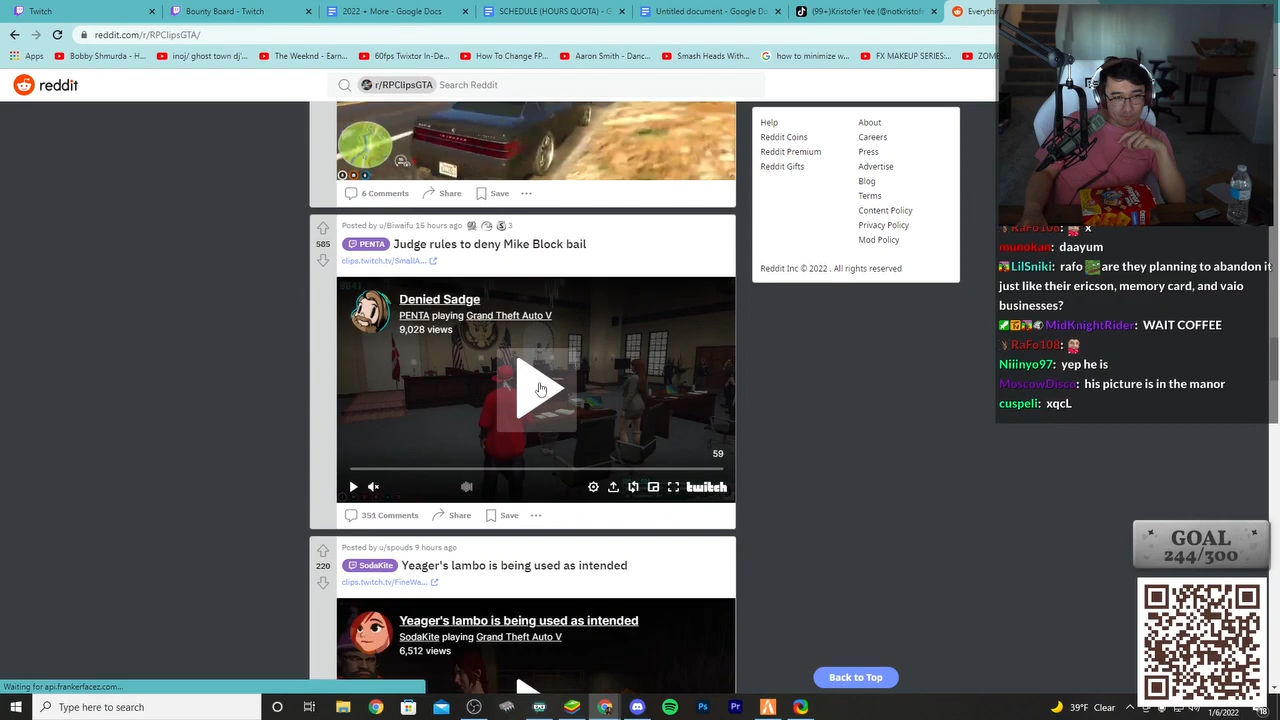 Twitch
Bounty Board - Twitch
2022 + More - Google Docs
SCHEDULE (HOURS QUOTA) - G
Untitled document - Google Do
(99+)Kristofer Yee (@notkristofe
Everythin
reddit.com/r/RPClipsGTA/
Apps
Bobby Shmurda - H...
inoj/ ghost town dj'...
The Weeknd - Earn...
60fps Twixtor In-De...
How To Change FP...
Aaron Smith - Danc...
Smash Heads With...
how to minimize w...
FX MAKEUP SERIES:...
ZOM
reddit
r/RPClipsGTA
Search Reddit
6 Comments
Share
Save
Posted by u/Biwaifu 15 hours ago
3
585
PENTA
Judge rules to deny Mike Block bail
clips.twitch.tv/SmallA...
Denied Sadge
PENTA playing Grand Theft Auto V
9,028 views
59
twitch
351 Comments
Share
Save
Posted by u/spouds 9 hours ago
220
SodaKite
Yeager's lambo is being used as intended
clips.twitch.tv/FineWa...
Yeager's lambo is being used as intended
SodaKite playing Grand Theft Auto V
6,512 views
Help
Reddit Coins
Reddit Premium
Reddit Gifts
About
Careers
Press
Advertise
Blog
Terms
Content Policy
Privacy Policy
Mod Policy
Reddit Inc © 2022 . All rights reserved
Back to Top
RaFo108: x
munokan: daayum
LilSniki: rafo are they planning to abandon it
just like their ericson, memory card, and vaio
businesses?
MidKnightRider: WAIT COFFEE
RaFo108:
Niiinyo97: yep he is
MoscowDisco: his picture is in the manor
cuspeli: xqcL
GOAL
244/300
Waiting for api.frankerfacez.com...
Type here to search
39°F Clear
1/6/2022
18